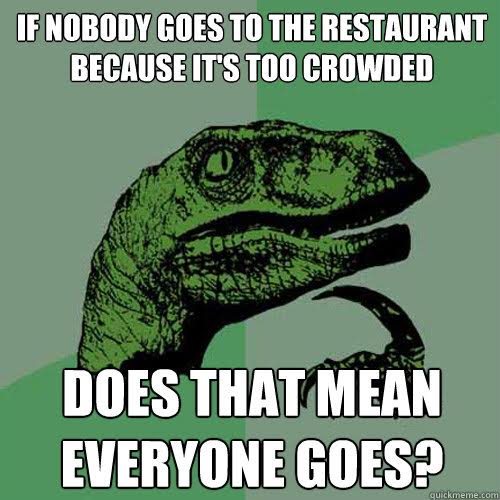 IF NOBODY GOES TO THE RESTAURANT
BECAUSE IT'S TOO CROWDED
DOES THAT MEAN
EVERYONE GOES?
quickmeme.com